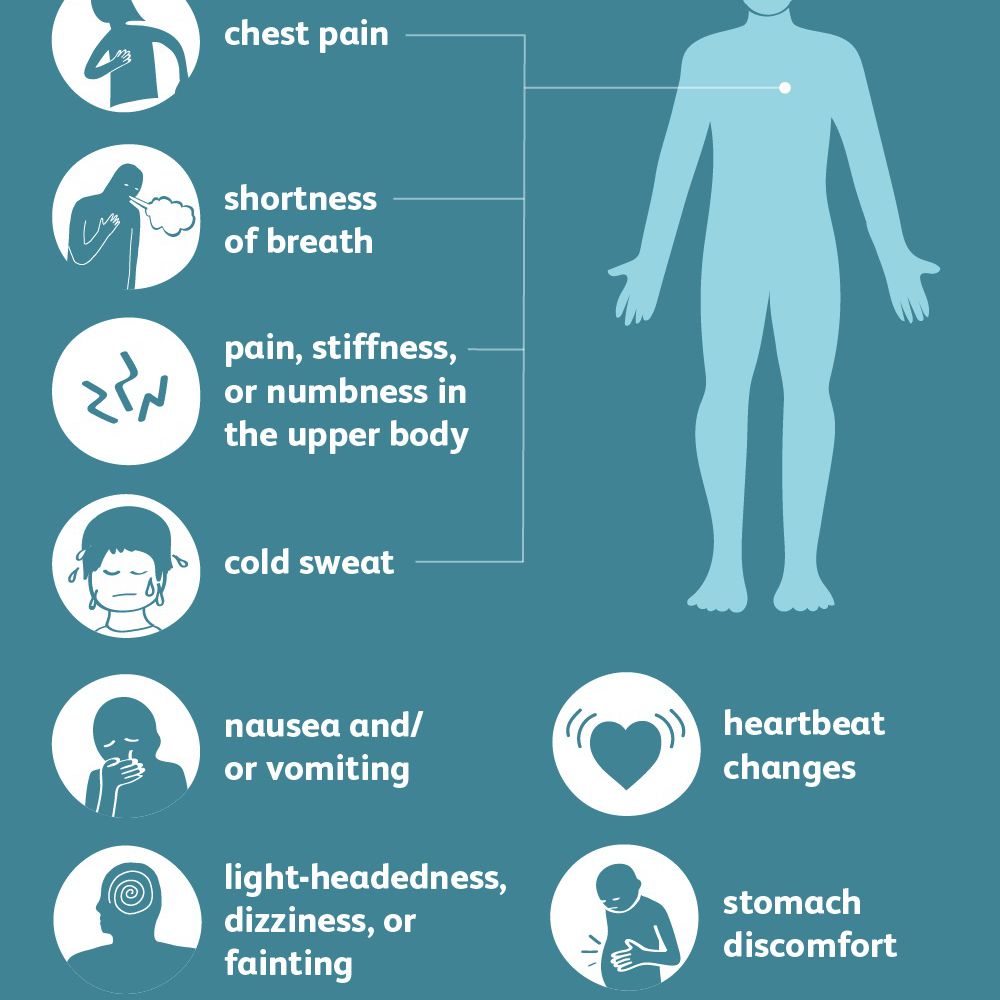 chest pain
shortness
of breath
pain, stiffness,
or numbness in
the upper body
cold sweat
nausea and/
or vomiting
heartbeat
changes
light-headedness,
dizziness, or
fainting
stomach
discomfort